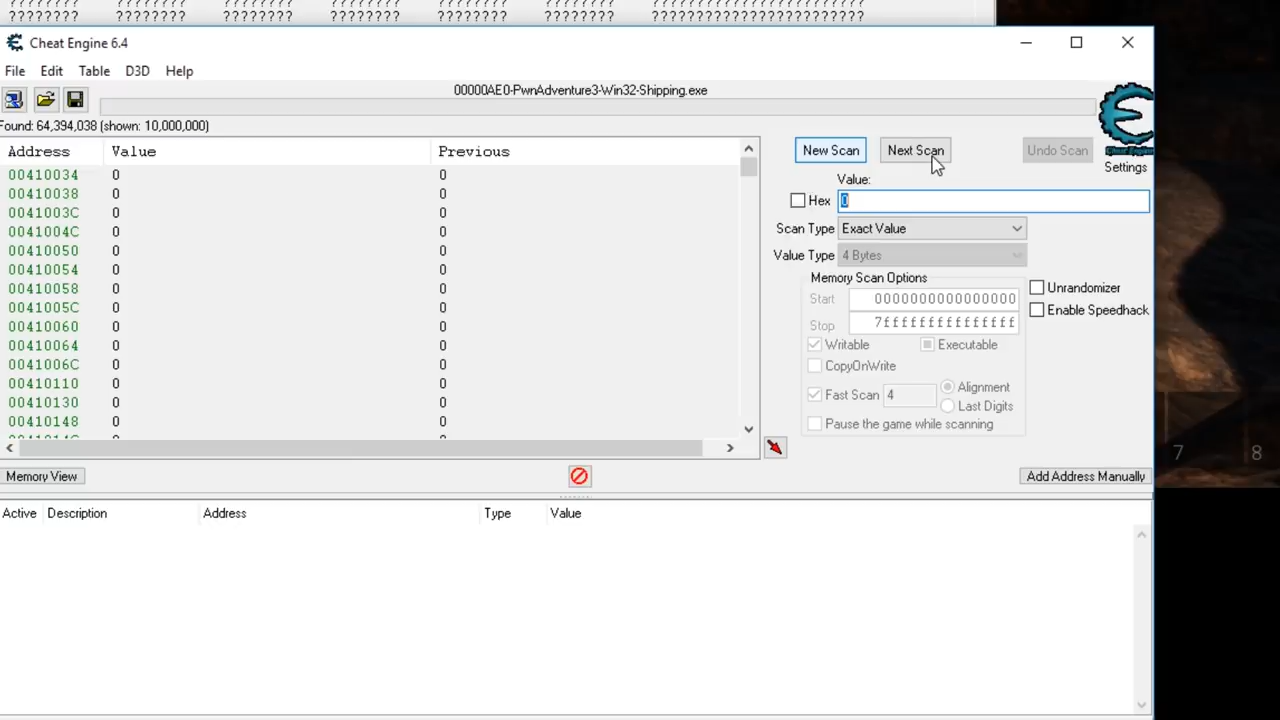 ???????? ???????? ???????? ???????? ???????? ???????? ????????????????????????
Cheat Engine 6.4
File Edit Table D3D Help
00000AE0-PwnAdventure3-Win32-Shipping.exe
Found: 64,394,038 (shown: 10,000,000)
Address Value Previous
00410034 0 0
00410038 0 0
0041003C 0 0
0041004C 0 0
00410050 0 0
00410054 0 0
00410058 0 0
0041005C 0 0
00410060 0 0
00410064 0 0
0041006C 0 0
00410110 0 0
00410130 0 0
00410148 0 0
0041014C 0 0
New Scan Next Scan Undo Scan
Cheat Engine
Settings
Value:
Hex 0
Scan Type Exact Value
Value Type 4 Bytes
Memory Scan Options
Start 0000000000000000
Stop 7fffffffffffffff
Writable Executable
CopyOnWrite
Fast Scan 4 Alignment
Last Digits
Pause the game while scanning
Unrandomizer
Enable Speedhack
7 8
Memory View Add Address Manually
Active Description Address Type Value